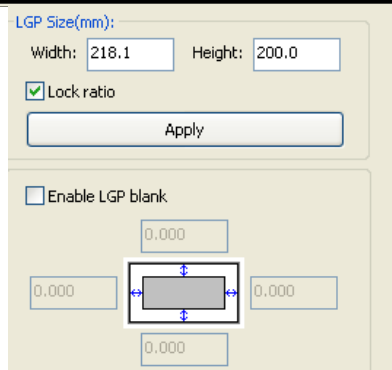 LGP Size(mm):
Width: 218.1 Height: 200.0
Lock ratio
Apply
Enable LGP blank
0.000
0.000 0.000
0.000